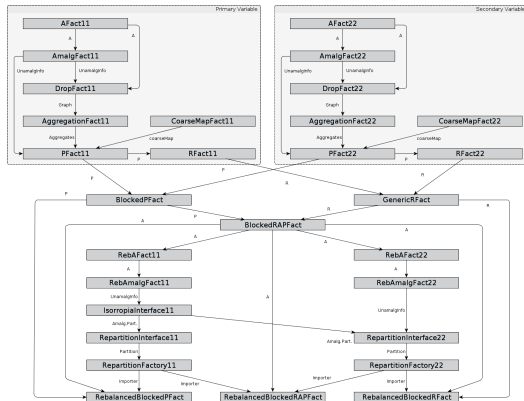 Primary Variable
Secondary Variable
AFact11
AFact22
A
A
A
A
AmalgFact11
AmalgFact22
UnamalgInfo
UnamalgInfo
UnamalgInfo
UnamalgInfo
DropFact11
DropFact22
Graph
Graph
AggregationFact11
CoarseMapFact11
AggregationFact22
CoarseMapFact22
Aggregates
coarseMap
Aggregates
coarseMap
PFact11
P
RFact11
PFact22
P
RFact22
P
P
R
R
BlockedPFact
GenericRFact
P
P
R
R
A
BlockedRAPFact
A
A
A
RebAFact11
RebAFact22
A
A
RebAmalgFact11
RebAmalgFact22
UnamalgInfo
A
UnamalgInfo
IsorropiaInterface11
Amalg.Part.
Amalg.Part.
RepartitionInterface11
RepartitionInterface22
Partition
Partition
RepartitionFactory11
RepartitionFactory22
Importer
Importer
Importer
Importer
RebalancedBlockedPFact
RebalancedBlockedRAPFact
RebalancedBlockedRFact